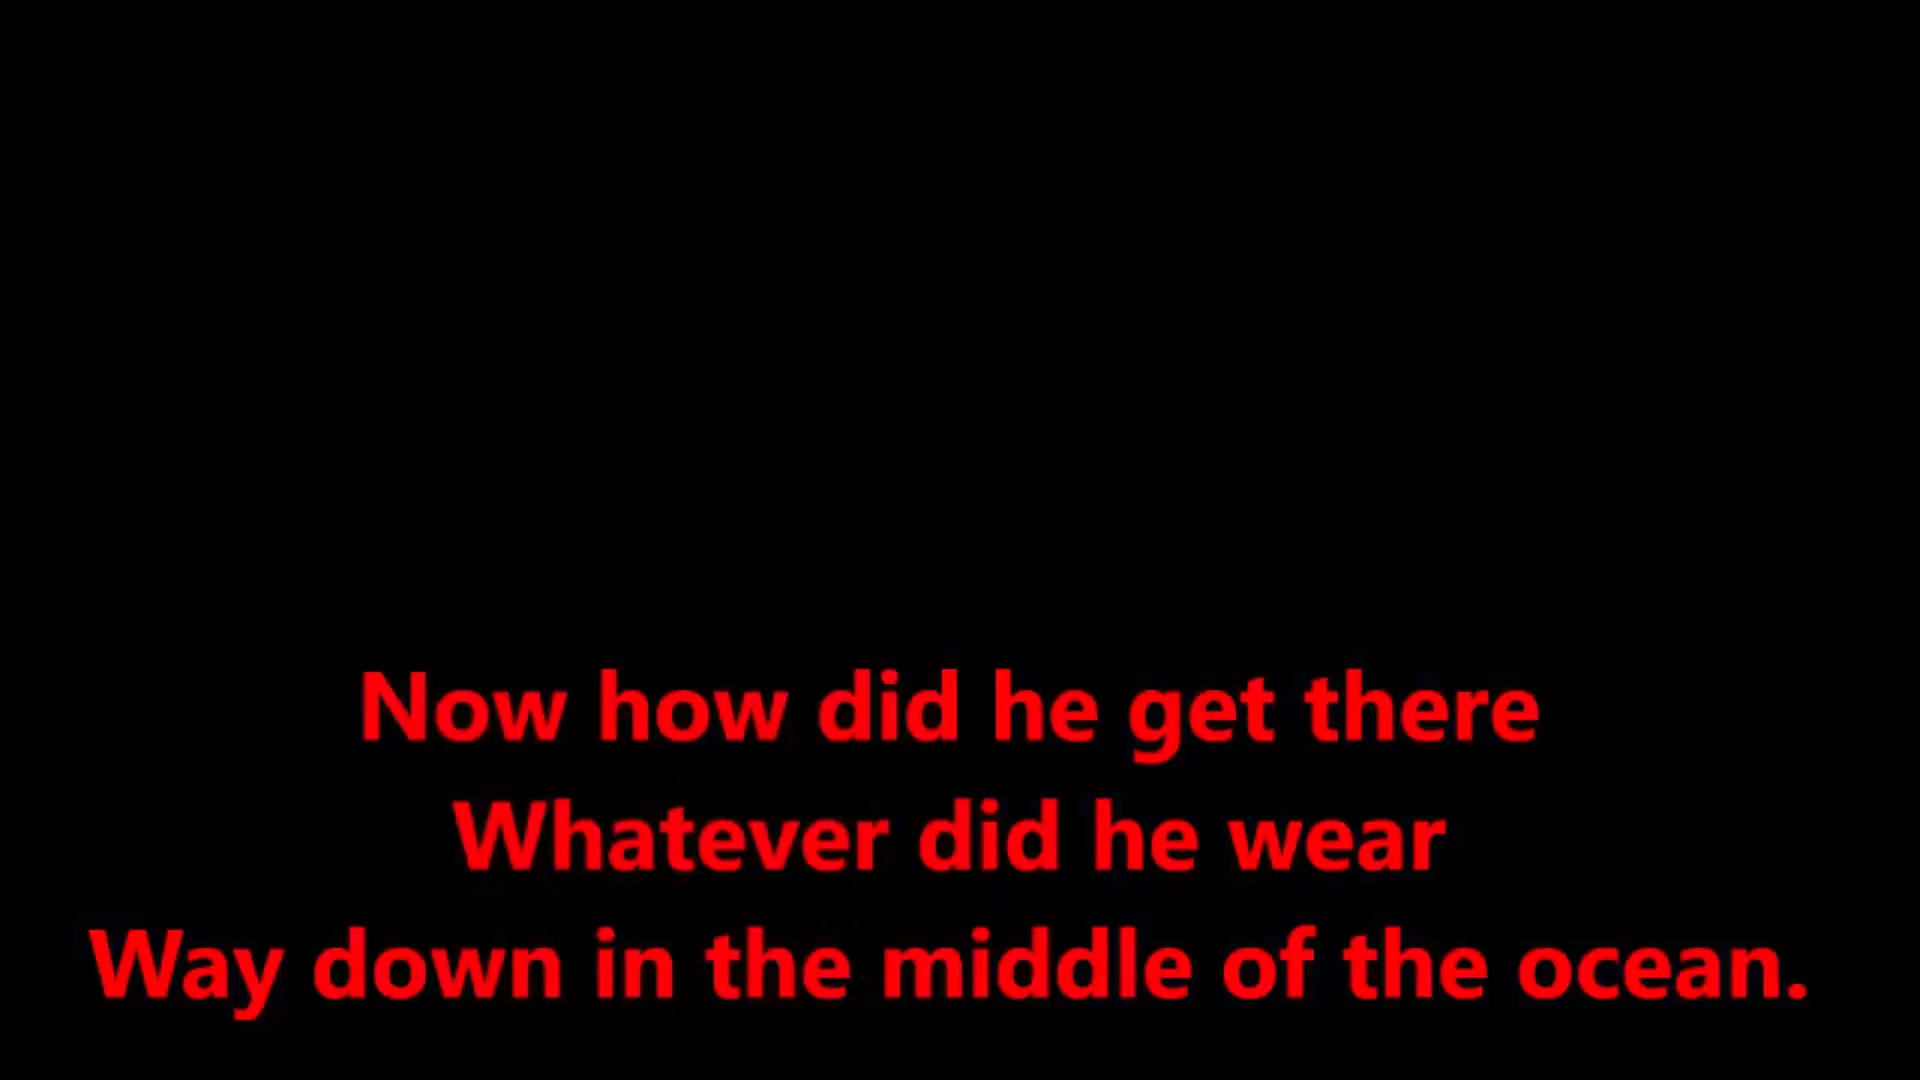 Now how did he get there
Whatever did he wear
Way down in the middle of the ocean.